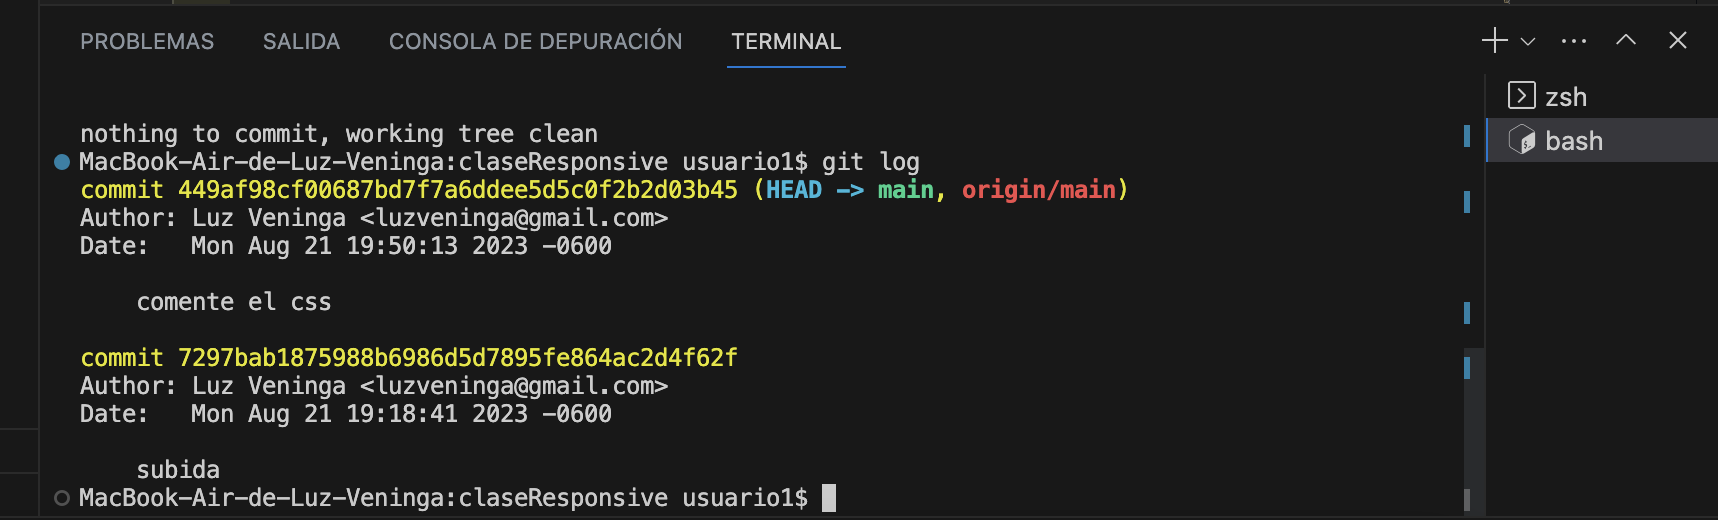 PROBLEMAS SALIDA CONSOLA DE DEPURACIÓN TERMINAL
zsh
bash
nothing to commit, working tree clean
MacBook-Air-de-Luz-Veninga:claseResponsive usuario1$ git log
commit 449af98cf00687bd7f7a6ddee5d5c0f2b2d03b45 (HEAD -> main, origin/main)
Author: Luz Veninga <luzveninga@gmail.com>
Date:   Mon Aug 21 19:50:13 2023 -0600
comente el css
commit 7297bab1875988b6986d5d7895fe864ac2d4f62f
Author: Luz Veninga <luzveninga@gmail.com>
Date:   Mon Aug 21 19:18:41 2023 -0600
subida
MacBook-Air-de-Luz-Veninga:claseResponsive usuario1$